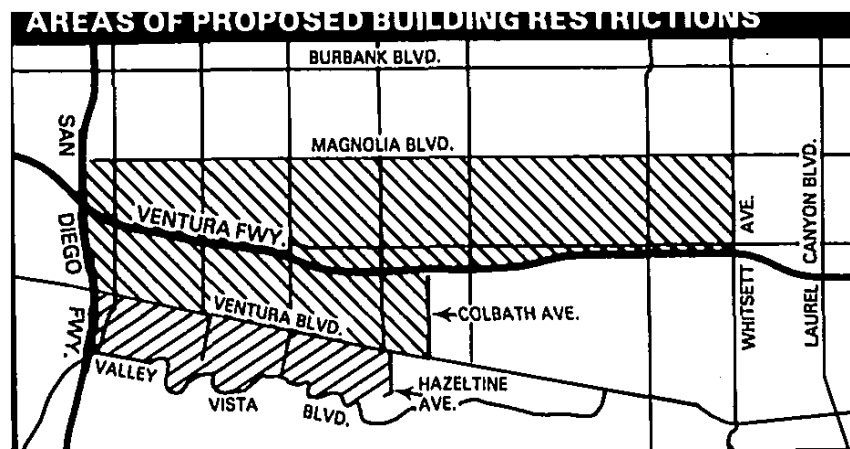 AREAS OF PROPOSED BUILDING RESTRICTIONS
BURBANK BLVD.
MAGNOLIA BLVD.
SAN
DIEGO
FWY.
VENTURA FWY.
VENTURA BLVD.
COLBATH AVE.
WHITSETT AVE.
LAUREL CANYON BLVD.
VALLEY
VISTA
BLVD.
HAZELTINE
AVE.